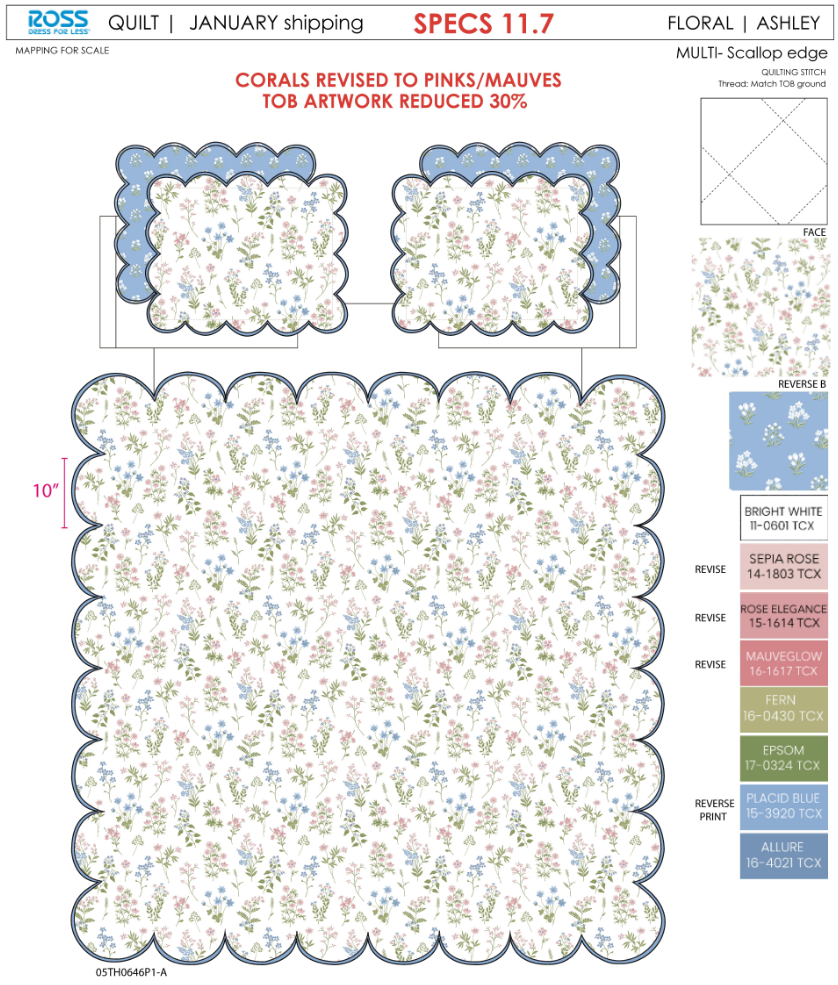 ROSS
DRESS FOR LESS
QUILT | JANUARY shipping
SPECS 11.7
FLORAL | ASHLEY
MAPPING FOR SCALE
MULTI- Scallop edge
QUILTING STITCH
Thread: Match TOB ground
CORALS REVISED TO PINKS/MAUVES
TOB ARTWORK REDUCED 30%
FACE
REVERSE B
10”
BRIGHT WHITE
11-0601 TCX
REVISE
SEPIA ROSE
14-1803 TCX
REVISE
ROSE ELEGANCE
15-1614 TCX
REVISE
MAUVEGLOW
16-1617 TCX
FERN
16-0430 TCX
EPSOM
17-0324 TCX
REVERSE
PRINT
PLACID BLUE
15-3920 TCX
ALLURE
16-4021 TCX
05TH0646P1-A